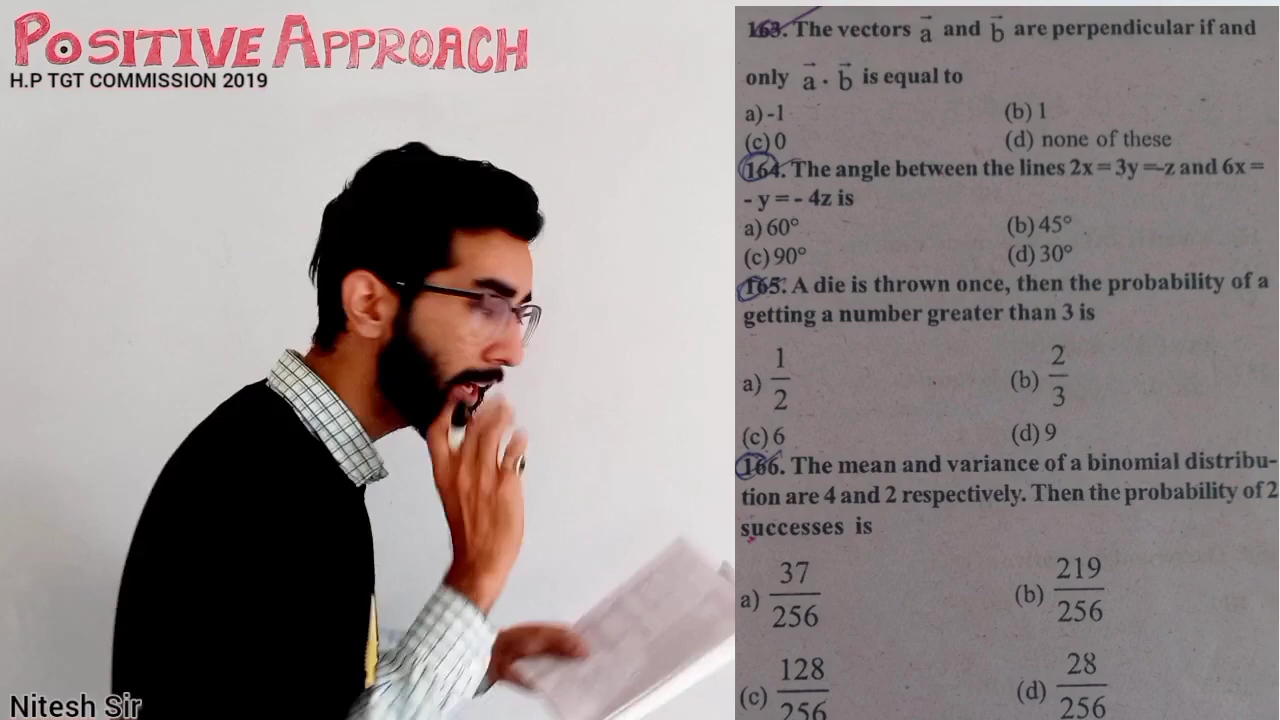 POSITIVE APPROACH
H.P TGT COMMISSION 2019
163. The vectors a⃗ and b⃗ are perpendicular if and
only a⃗ . b⃗ is equal to
a) -1 (b) 1
(c) 0 (d) none of these
164. The angle between the lines 2x = 3y =-z and 6x =
- y = - 4z is
a) 60° (b) 45°
(c) 90° (d) 30°
165. A die is thrown once, then the probability of a
getting a number greater than 3 is
a) 1/2 (b) 2/3
(c) 6 (d) 9
166. The mean and variance of a binomial distribu-
tion are 4 and 2 respectively. Then the probability of 2
successes is
a) 37/256 (b) 219/256
(c) 128/256 (d) 28/256
Nitesh Sir